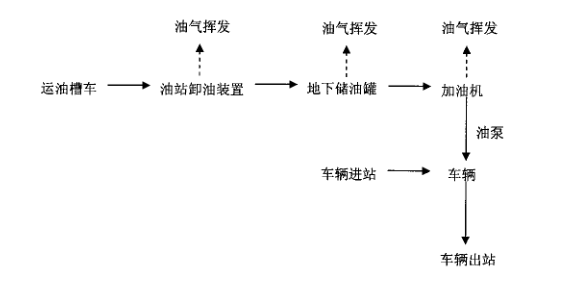 油气挥发 油气挥发 油气挥发
运油槽车 油站卸油装置 地下储油罐 加油机
油泵
车辆进站 车辆
车辆出站